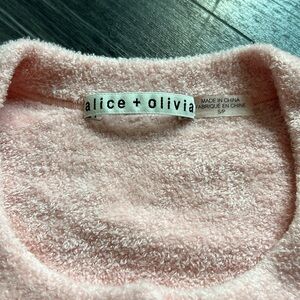 alice + olivia
MADE IN CHINA
FABRIQUÉ EN CHINE
S/P